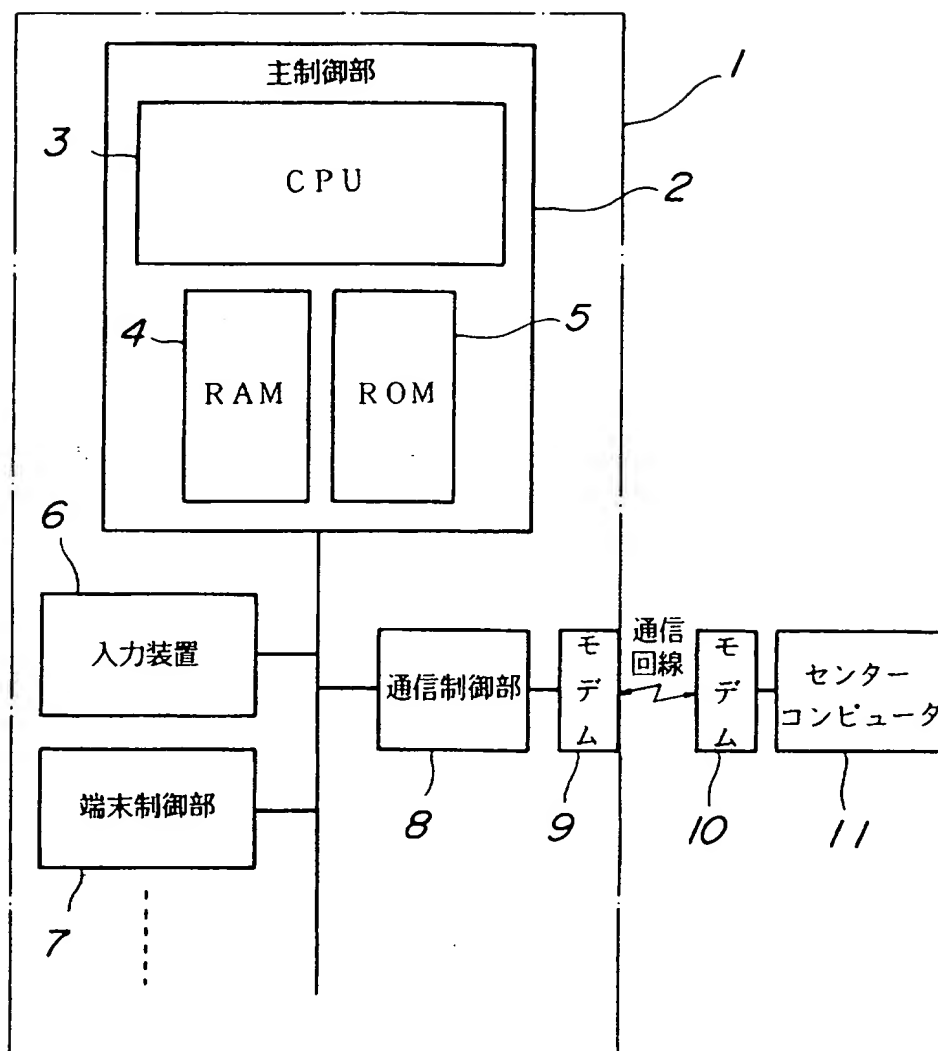 主制御部
1
3
CPU
2
4
RAM
5
ROM
6
入力装置
通信制御部
モデム
通信
回線
モデム
センター
コンピュータ
端末制御部
7
8
9
10
11